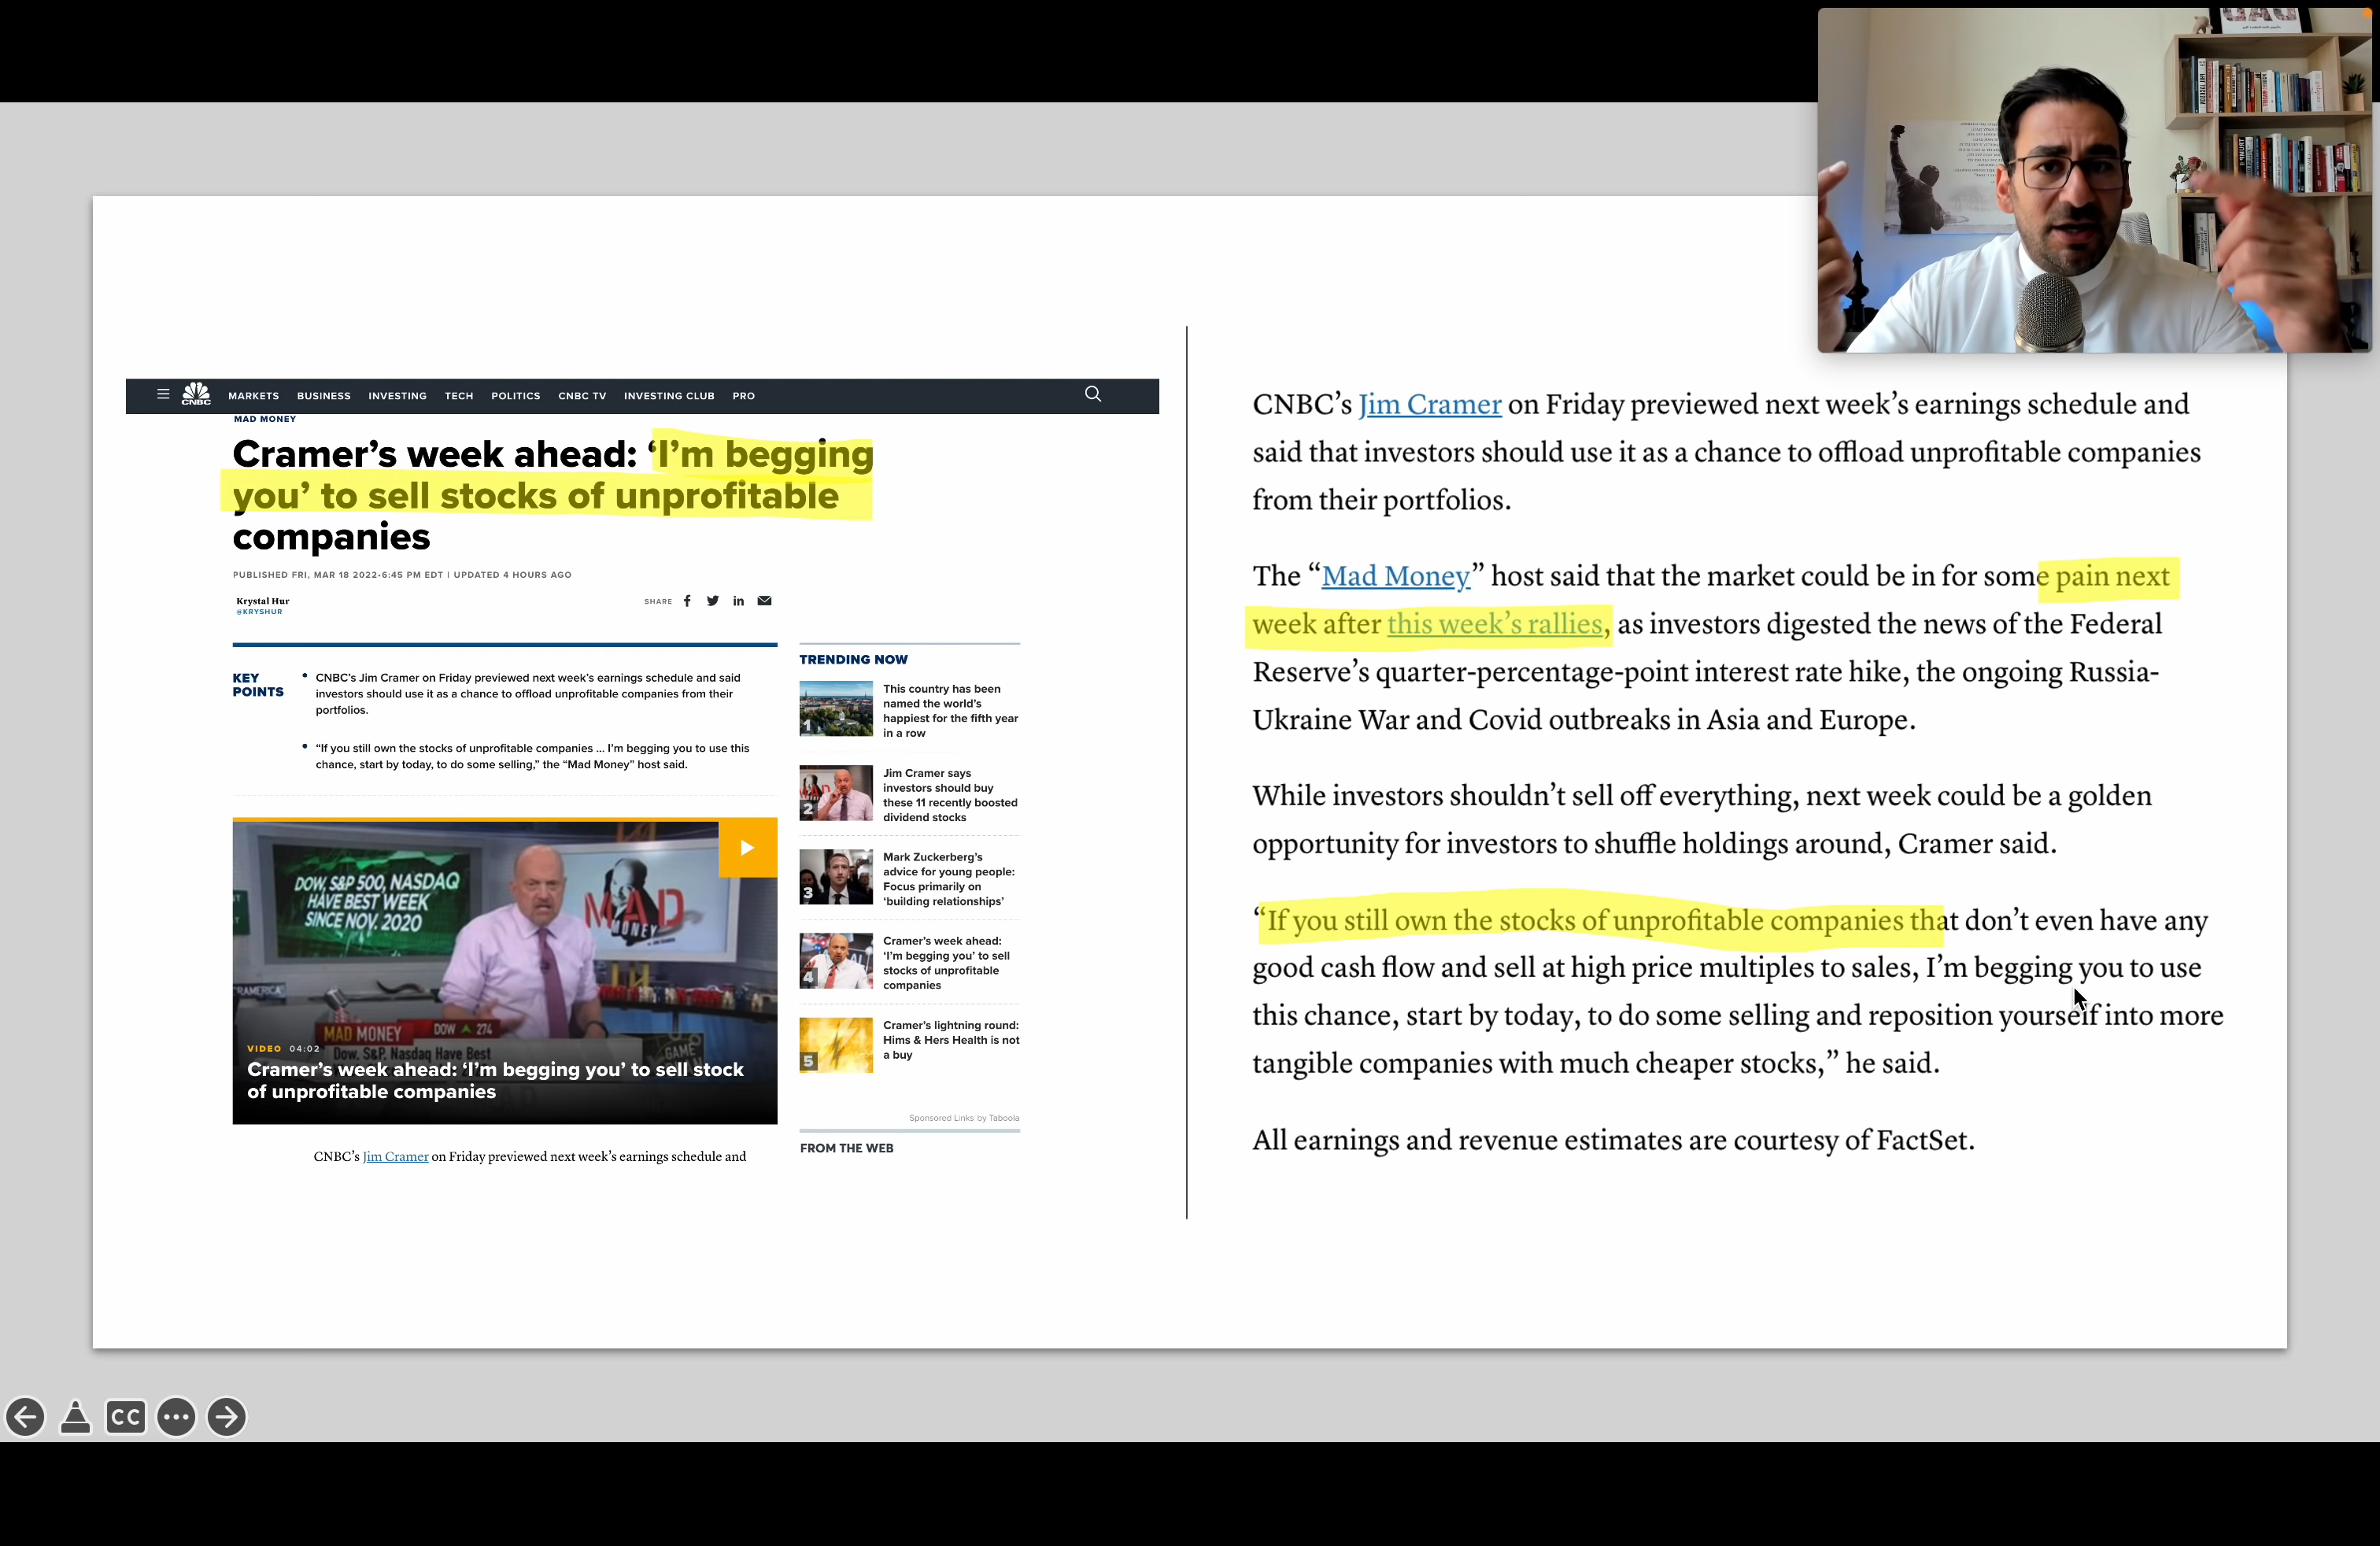 CNBC
MARKETS BUSINESS INVESTING TECH POLITICS CNBC TV INVESTING CLUB PRO
MAD MONEY
Cramer’s week ahead: ‘I’m begging
you’ to sell stocks of unprofitable
companies
PUBLISHED FRI, MAR 18 2022•6:45 PM EDT | UPDATED 4 HOURS AGO
Krystal Hur
@KRYSHUR
SHARE
KEY
POINTS
• CNBC’s Jim Cramer on Friday previewed next week’s earnings schedule and said
investors should use it as a chance to offload unprofitable companies from their
portfolios.
• “If you still own the stocks of unprofitable companies ... I’m begging you to use this
chance, start by today, to do some selling,” the “Mad Money” host said.
DOW, S&P 500, NASDAQ
HAVE BEST WEEK
SINCE NOV. 2020
MAD
MONEY
MAD MONEY DOW ▲ 274
Dow, S&P, Nasdaq Have Best
GAME
VIDEO 04:02
Cramer’s week ahead: ‘I’m begging you’ to sell stock
of unprofitable companies
CNBC’s Jim Cramer on Friday previewed next week’s earnings schedule and
TRENDING NOW
1
This country has been
named the world’s
happiest for the fifth year
in a row
2
Jim Cramer says
investors should buy
these 11 recently boosted
dividend stocks
3
Mark Zuckerberg’s
advice for young people:
Focus primarily on
‘building relationships’
4
Cramer’s week ahead:
‘I’m begging you’ to sell
stocks of unprofitable
companies
5
Cramer’s lightning round:
Hims & Hers Health is not
a buy
Sponsored Links by Taboola
FROM THE WEB
CNBC’s Jim Cramer on Friday previewed next week’s earnings schedule and
said that investors should use it as a chance to offload unprofitable companies
from their portfolios.
The “Mad Money” host said that the market could be in for some pain next
week after this week’s rallies, as investors digested the news of the Federal
Reserve’s quarter-percentage-point interest rate hike, the ongoing Russia-
Ukraine War and Covid outbreaks in Asia and Europe.
While investors shouldn’t sell off everything, next week could be a golden
opportunity for investors to shuffle holdings around, Cramer said.
“If you still own the stocks of unprofitable companies that don’t even have any
good cash flow and sell at high price multiples to sales, I’m begging you to use
this chance, start by today, to do some selling and reposition yourself into more
tangible companies with much cheaper stocks,” he said.
All earnings and revenue estimates are courtesy of FactSet.
CC